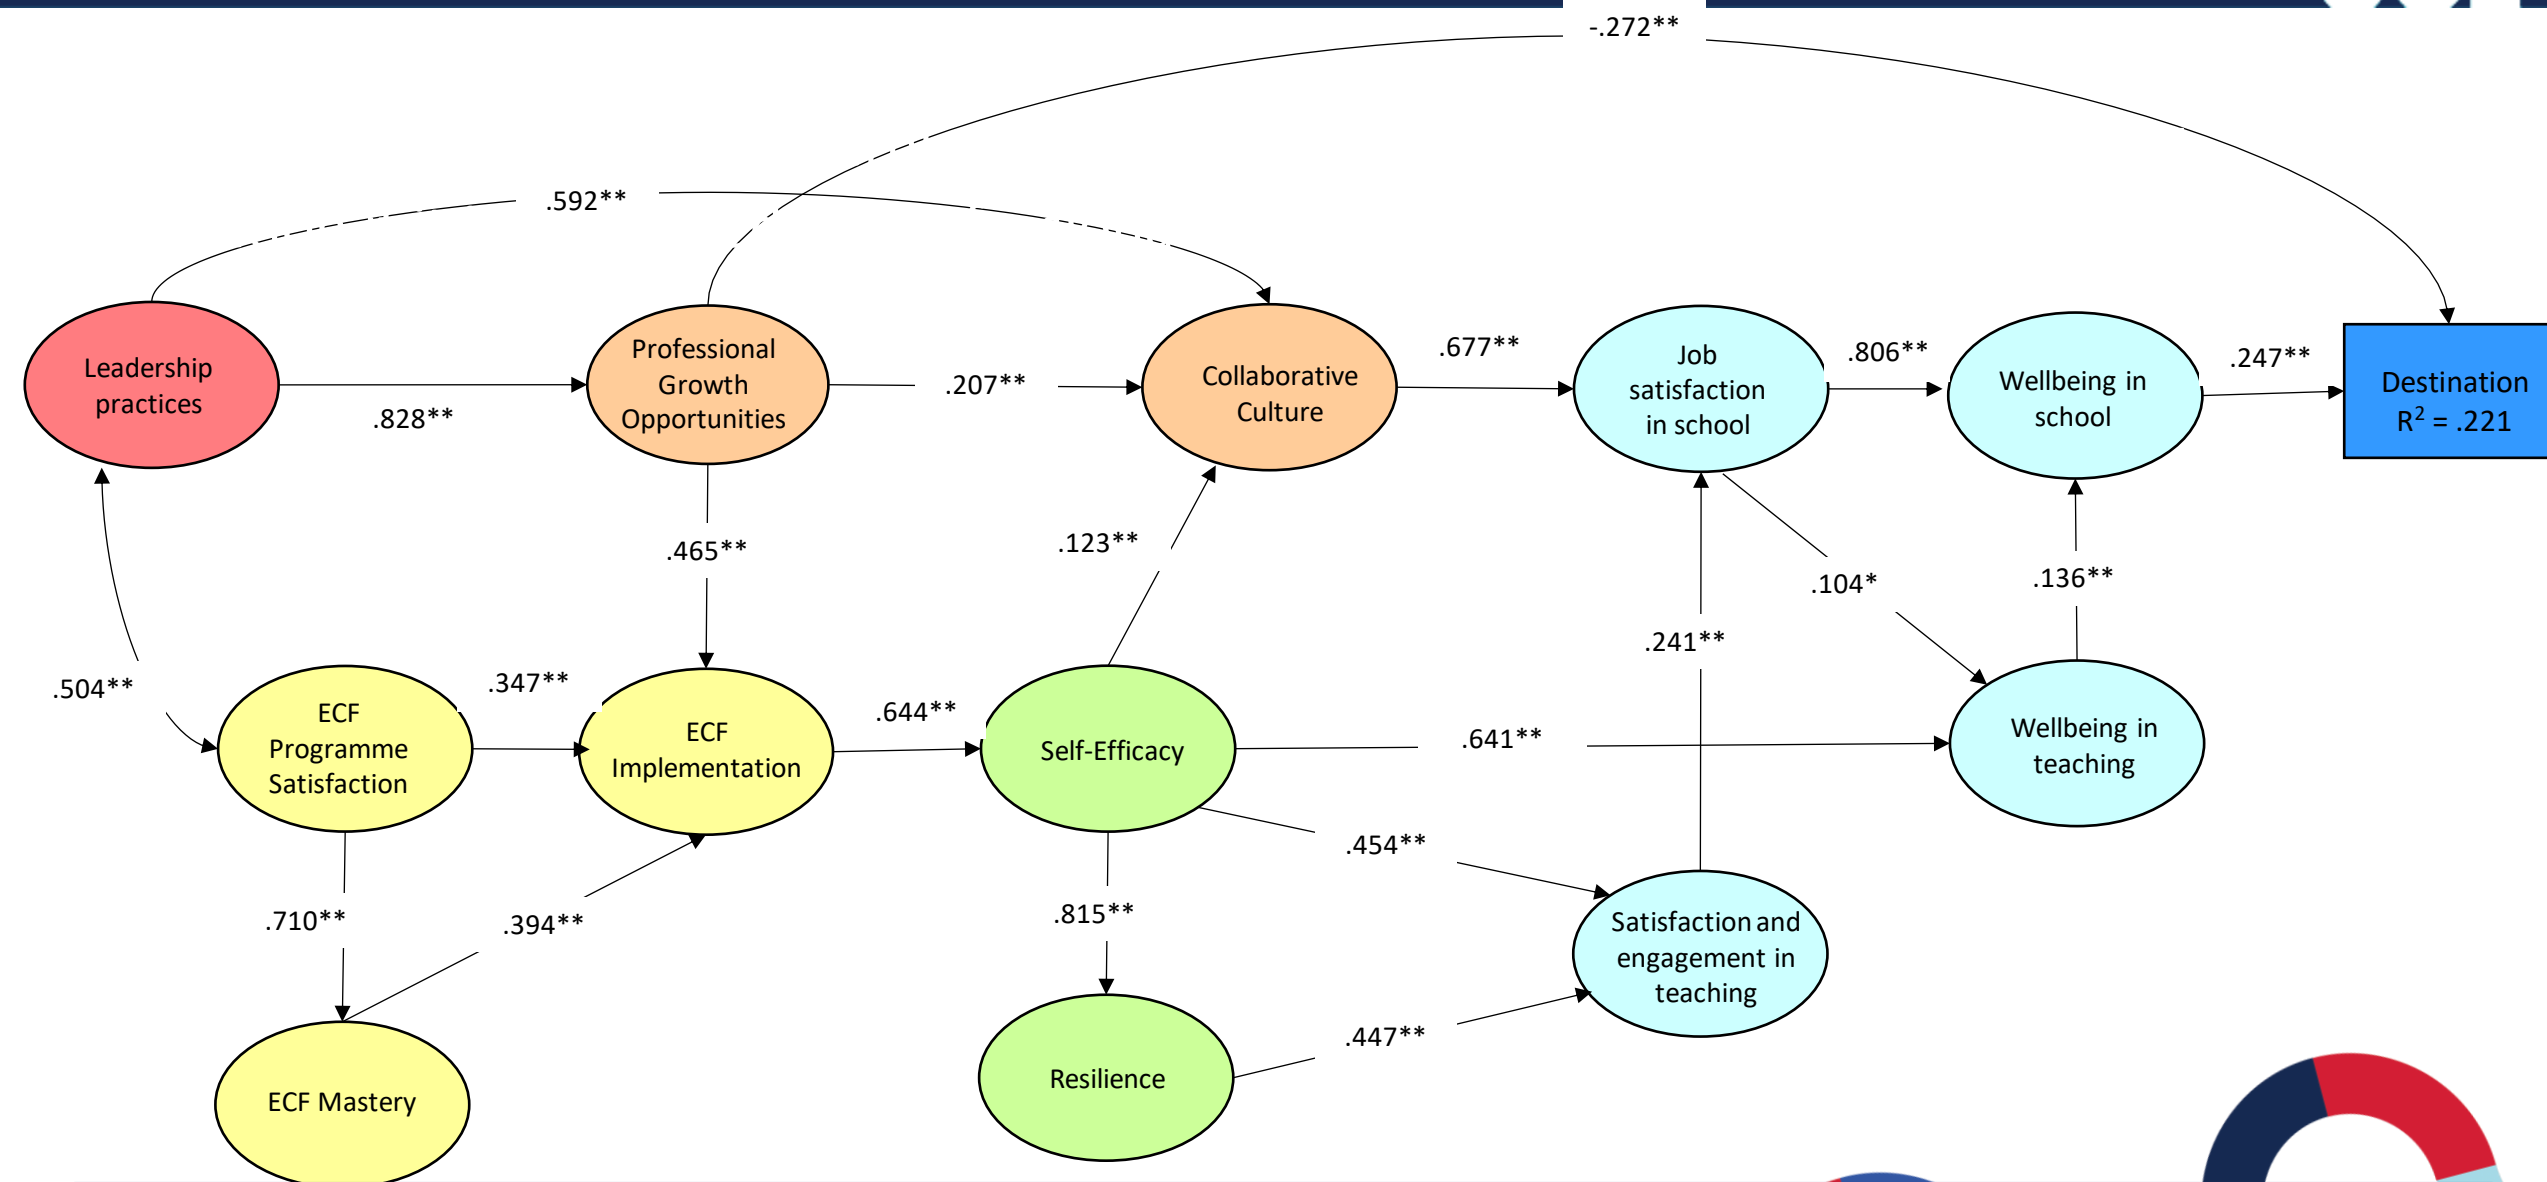 -.272**
.592**
Leadership
practices
.828**
Professional
Growth
Opportunities
.207**
Collaborative
Culture
.677**
Job
satisfaction
in school
.806**
Wellbeing in
school
.247**
Destination
R² = .221
.465**
.123**
.104*
.136**
.241**
.504**
ECF
Programme
Satisfaction
.347**
ECF
Implementation
.644**
Self-Efficacy
.641**
Wellbeing in
teaching
.454**
.710**
.394**
.815**
Satisfaction and
engagement in
teaching
.447**
Resilience
ECF Mastery